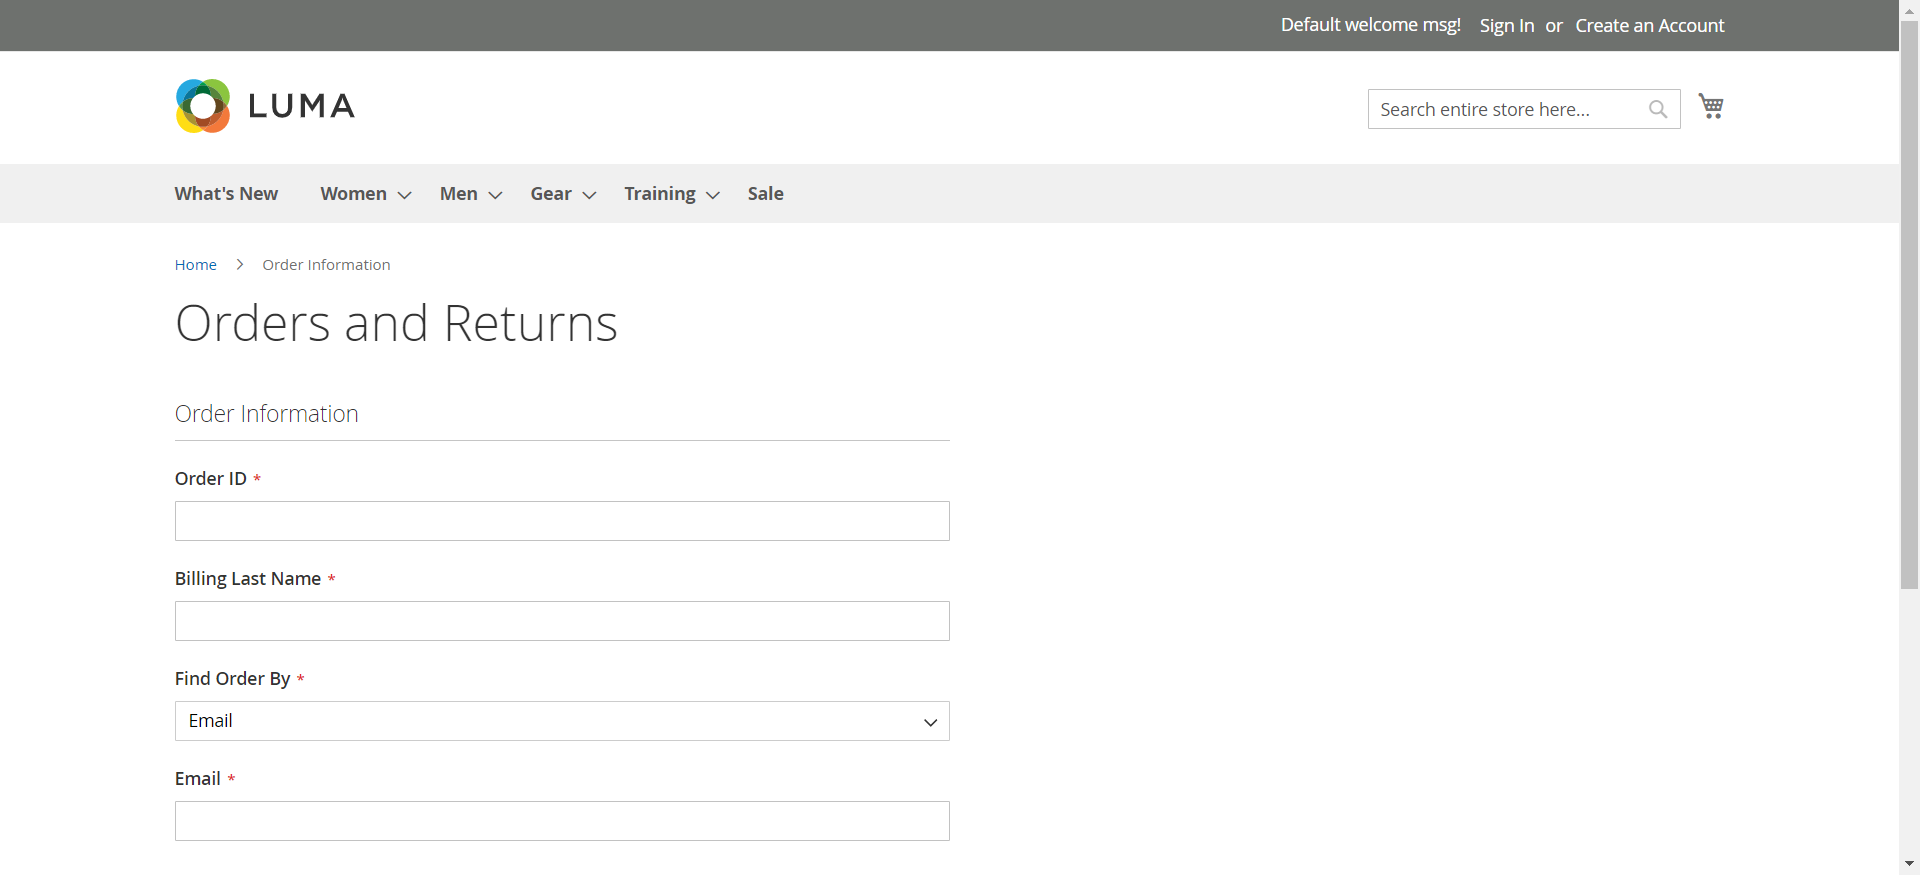 Default welcome msg! Sign In or Create an Account
LUMA
Search entire store here...
What's New Women Men Gear Training Sale
Home Order Information
Orders and Returns
Order Information
Order ID *
Billing Last Name *
Find Order By *
Email
Email *